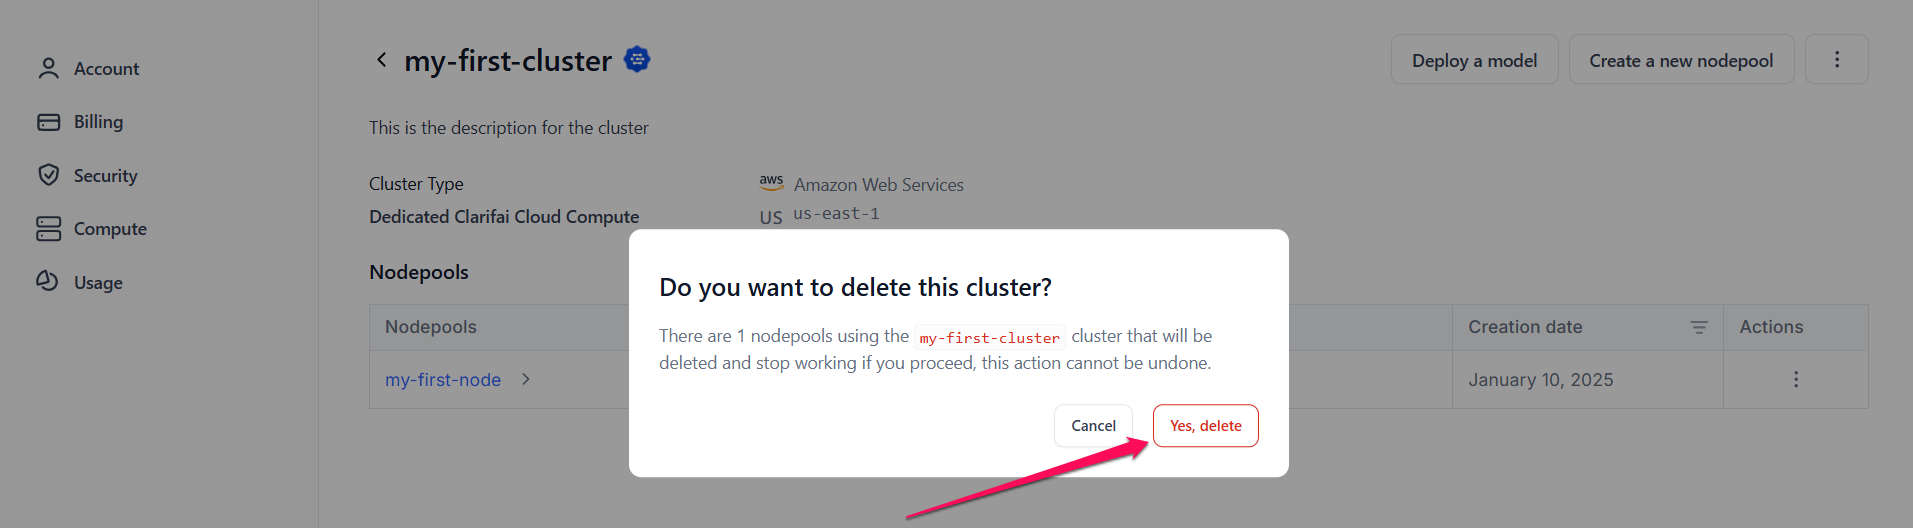 Account
Billing
Security
Compute
Usage
my-first-cluster
Deploy a model
Create a new nodepool
This is the description for the cluster
Cluster Type
aws Amazon Web Services
Dedicated Clarifai Cloud Compute
US us-east-1
Nodepools
Nodepools
Creation date
Actions
my-first-node
January 10, 2025
Do you want to delete this cluster?
There are 1 nodepools using the my-first-cluster cluster that will be
deleted and stop working if you proceed, this action cannot be undone.
Cancel
Yes, delete